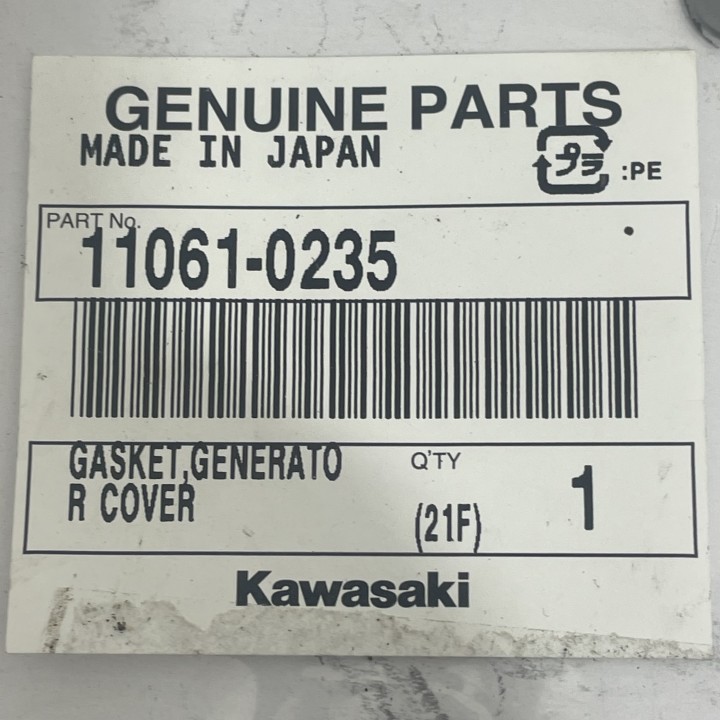 GENUINE PARTS
MADE IN JAPAN
プラ :PE
PART No.
11061-0235
GASKET,GENERATO
R COVER
Q'TY
(21F)
1
Kawasaki